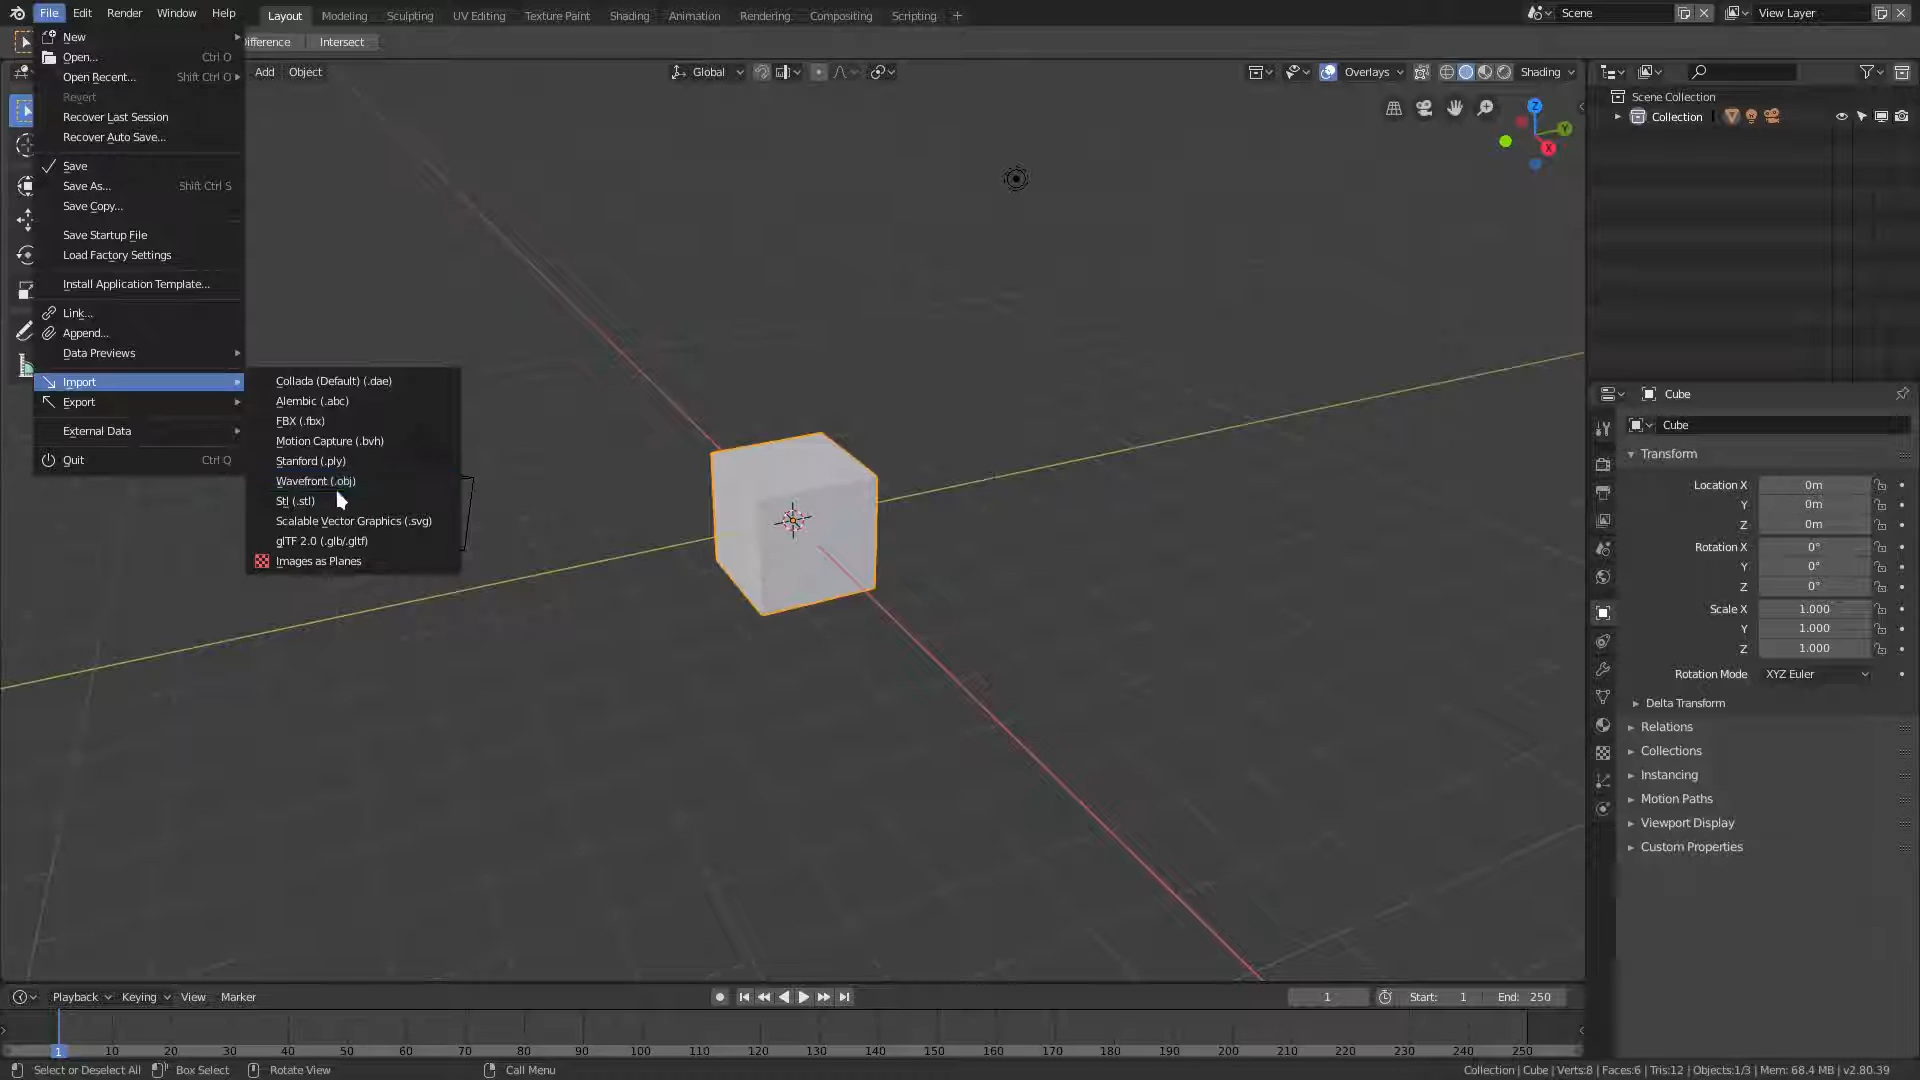 File Edit Render Window Help Layout Modeling Sculpting UV Editing Texture Paint Shading Animation Rendering Compositing Scripting + Scene View Layer
ifference Intersect
Add Object Global Overlays Shading
New
Open... Ctrl O
Open Recent... Shift Ctrl O
Revert
Recover Last Session
Recover Auto Save...
Save
Save As... Shift Ctrl S
Save Copy...
Save Startup File
Load Factory Settings
Install Application Template...
Link...
Append...
Data Previews
Import
Export
External Data
Quit Ctrl Q
Collada (Default) (.dae)
Alembic (.abc)
FBX (.fbx)
Motion Capture (.bvh)
Stanford (.ply)
Wavefront (.obj)
Stl (.stl)
Scalable Vector Graphics (.svg)
glTF 2.0 (.glb/.gltf)
Images as Planes
Z
Y
X
Scene Collection
Collection
Cube
Cube
Transform
Location X 0m
Y 0m
Z 0m
Rotation X 0°
Y 0°
Z 0°
Scale X 1.000
Y 1.000
Z 1.000
Rotation Mode XYZ Euler
Delta Transform
Relations
Collections
Instancing
Motion Paths
Viewport Display
Custom Properties
Playback Keying View Marker 1 Start: 1 End: 250
1 10 20 30 40 50 60 70 80 90 100 110 120 130 140 150 160 170 180 190 200 210 220 230 240 250
Select or Deselect All Box Select Rotate View Call Menu Collection | Cube | Verts:8 | Faces:6 | Tris:12 | Objects:1/3 | Mem: 68.4 MB | v2.80.39